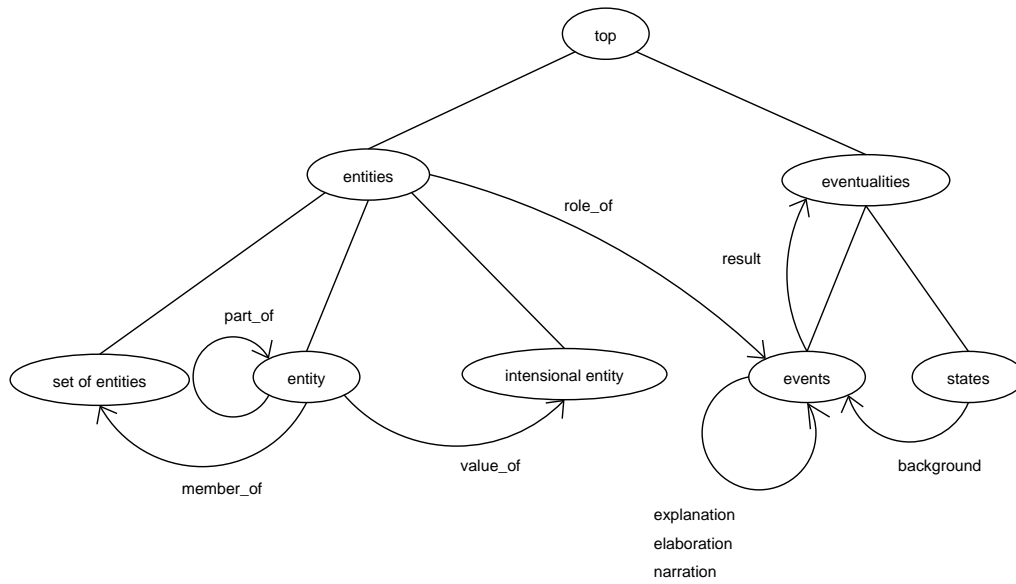 top
entities
eventualities
role_of
result
part_of
set of entities
entity
intensional entity
events
states
member_of
value_of
background
explanation
elaboration
narration